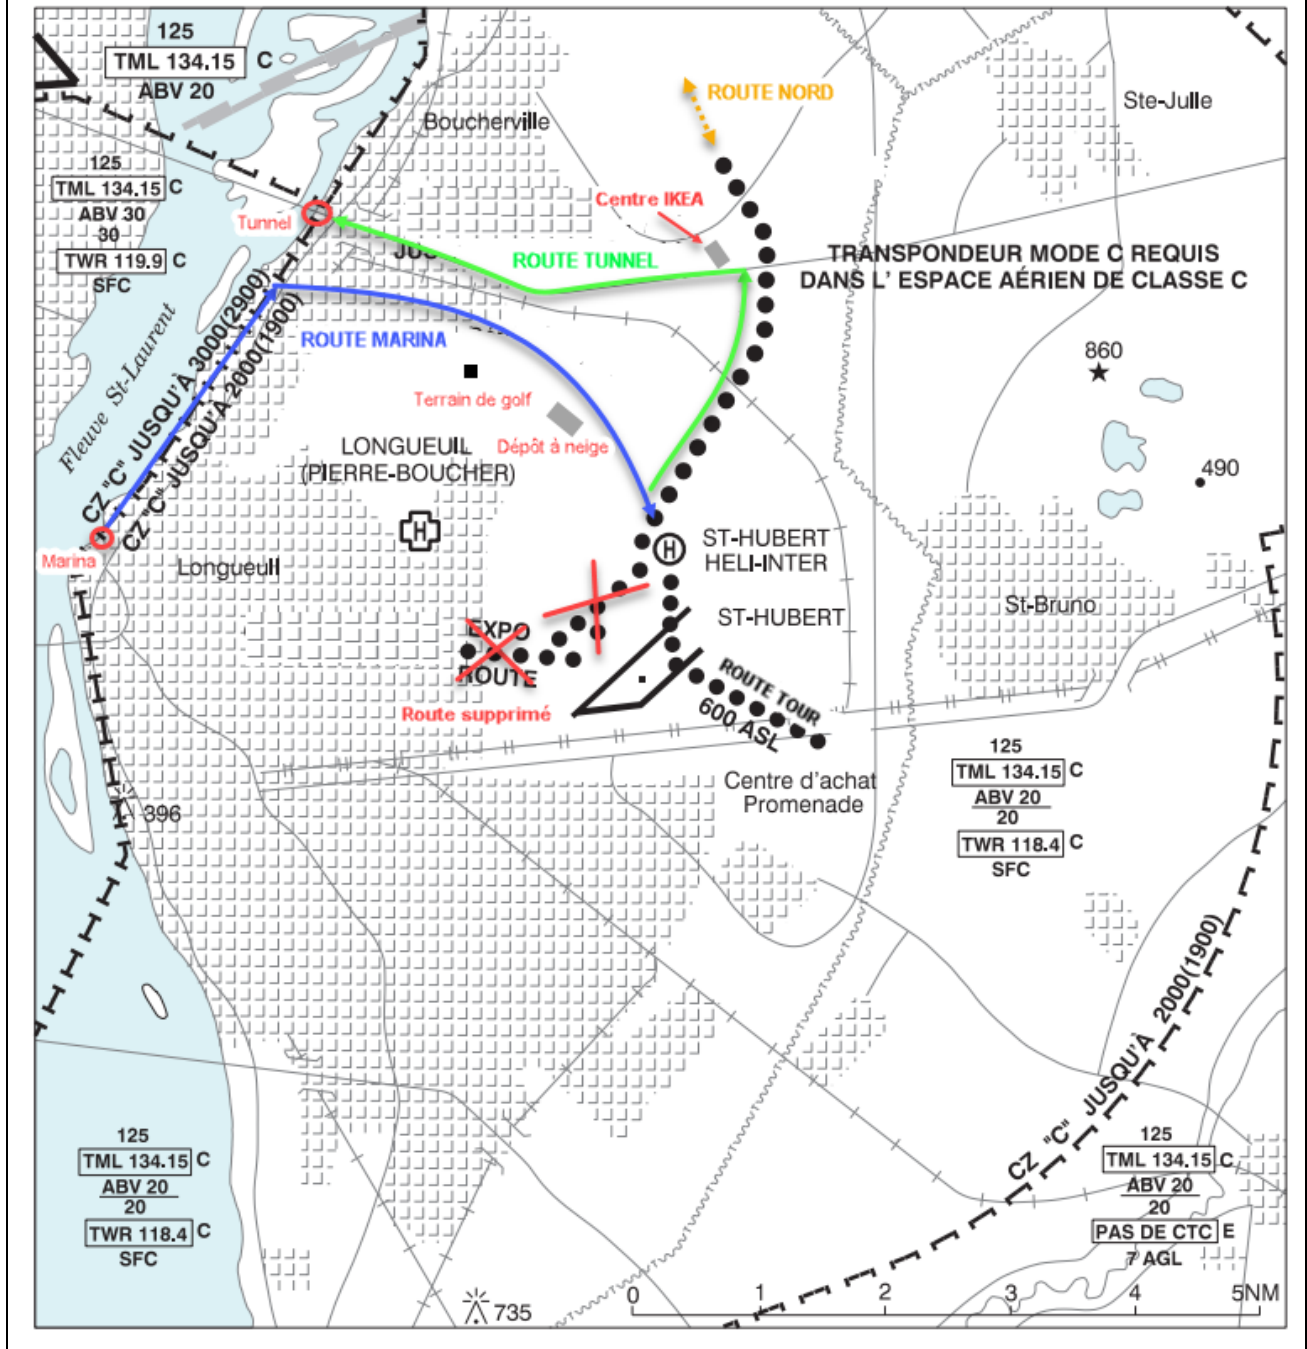 125
TML 134.15 C
ABV 20
ROUTE NORD
Ste-Julle
Boucherville
125
TML 134.15 C
ABV 30
30
TWR 119.9 C
SFC
Tunnel
Centre IKEA
ROUTE TUNNEL
TRANSPONDEUR MODE C REQUIS
DANS L' ESPACE AÉRIEN DE CLASSE C
Fleuve St-Laurent
CZ "C" JUSQU'À 3000(2900)
CZ "C" JUSQU'À 2000(1900)
ROUTE MARINA
860
Terrain de golf
Dépôt à neige
LONGUEUIL
(PIERRE-BOUCHER)
490
H
H
ST-HUBERT
HELI-INTER
Marina
Longueuil
St-Bruno
ST-HUBERT
EXPO
ROUTE
ROUTE TOUR
600 ASL
Route supprimé
125
TML 134.15 C
ABV 20
20
TWR 118.4 C
SFC
Centre d'achat
Promenade
396
CZ "C" JUSQU'À 2000(1900)
125
TML 134.15 C
ABV 20
20
TWR 118.4 C
SFC
125
TML 134.15 C
ABV 20
20
PAS DE CTC E
7 AGL
735
0 1 2 3 4 5NM